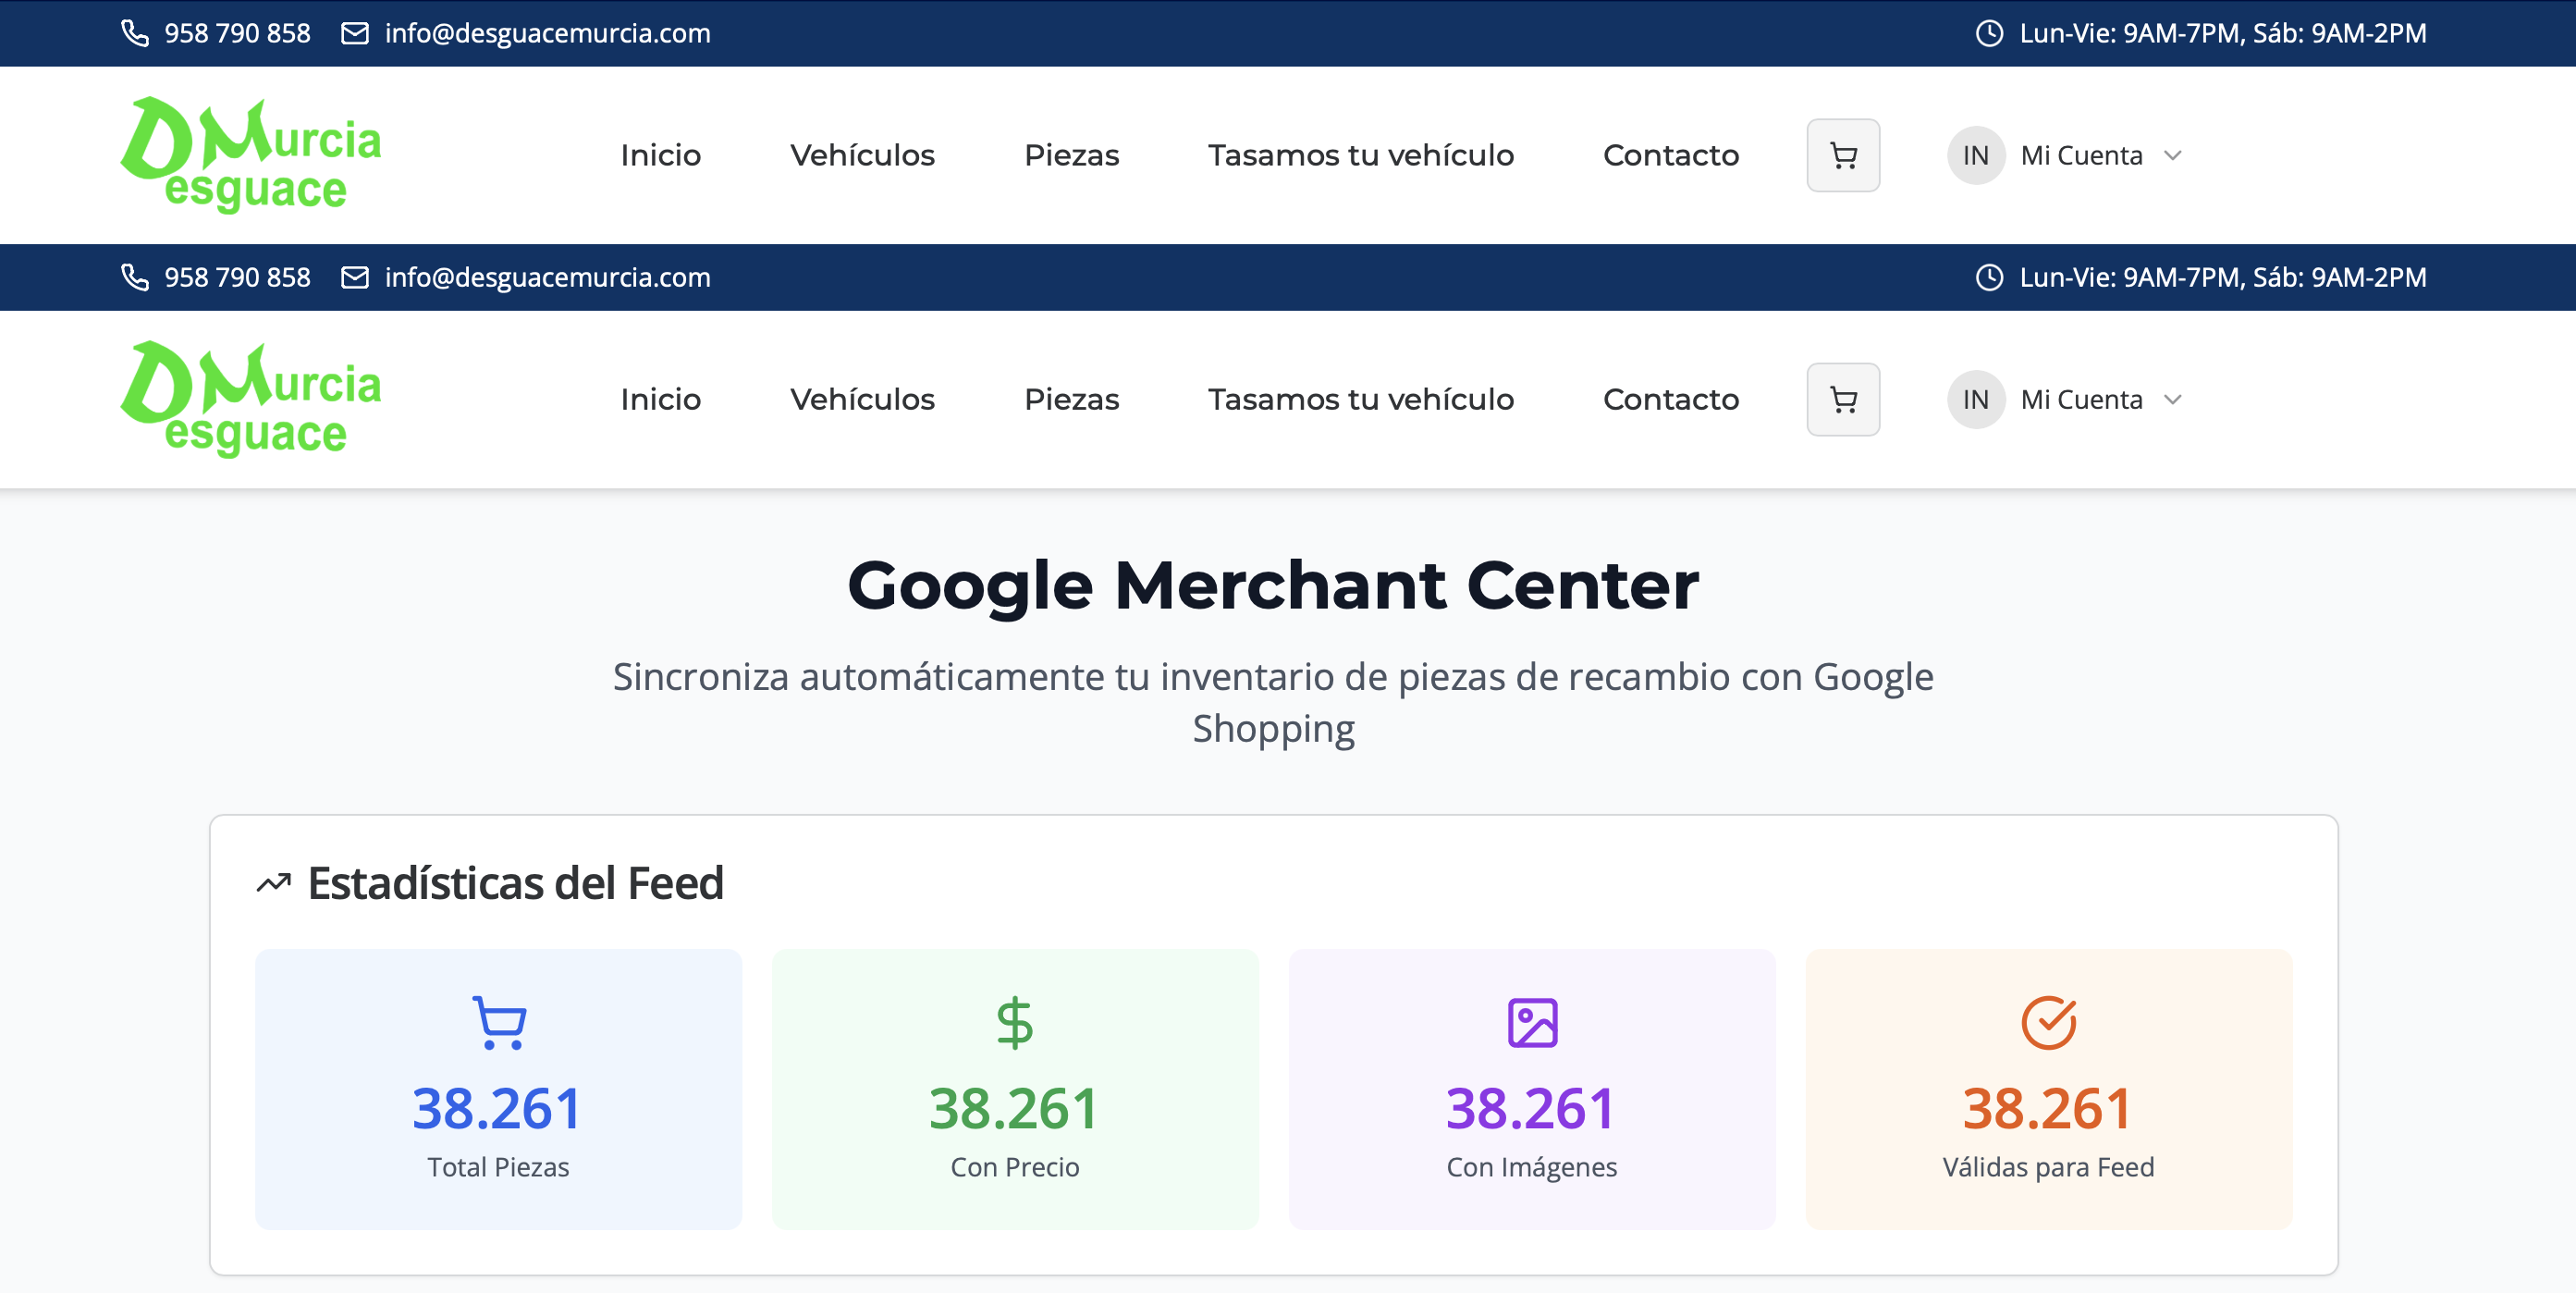 958 790 858 info@desguacemurcia.com Lun-Vie: 9AM-7PM, Sáb: 9AM-2PM
DMurcia
esguace
Inicio Vehículos Piezas Tasamos tu vehículo Contacto IN Mi Cuenta
958 790 858 info@desguacemurcia.com Lun-Vie: 9AM-7PM, Sáb: 9AM-2PM
DMurcia
esguace
Inicio Vehículos Piezas Tasamos tu vehículo Contacto IN Mi Cuenta
Google Merchant Center
Sincroniza automáticamente tu inventario de piezas de recambio con Google
Shopping
Estadísticas del Feed
38.261 38.261 38.261 38.261
Total Piezas Con Precio Con Imágenes Válidas para Feed